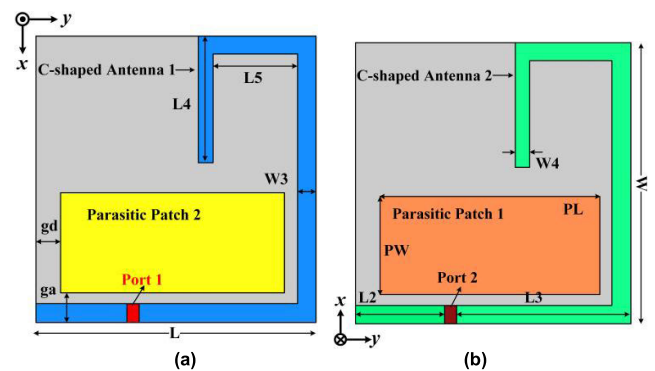 y
x
C-shaped Antenna 1
L4
L5
W3
Parasitic Patch 2
gd
ga
Port 1
L
(a)
C-shaped Antenna 2
W4
W
Parasitic Patch 1
PL
PW
Port 2
L2
L3
x
y
(b)